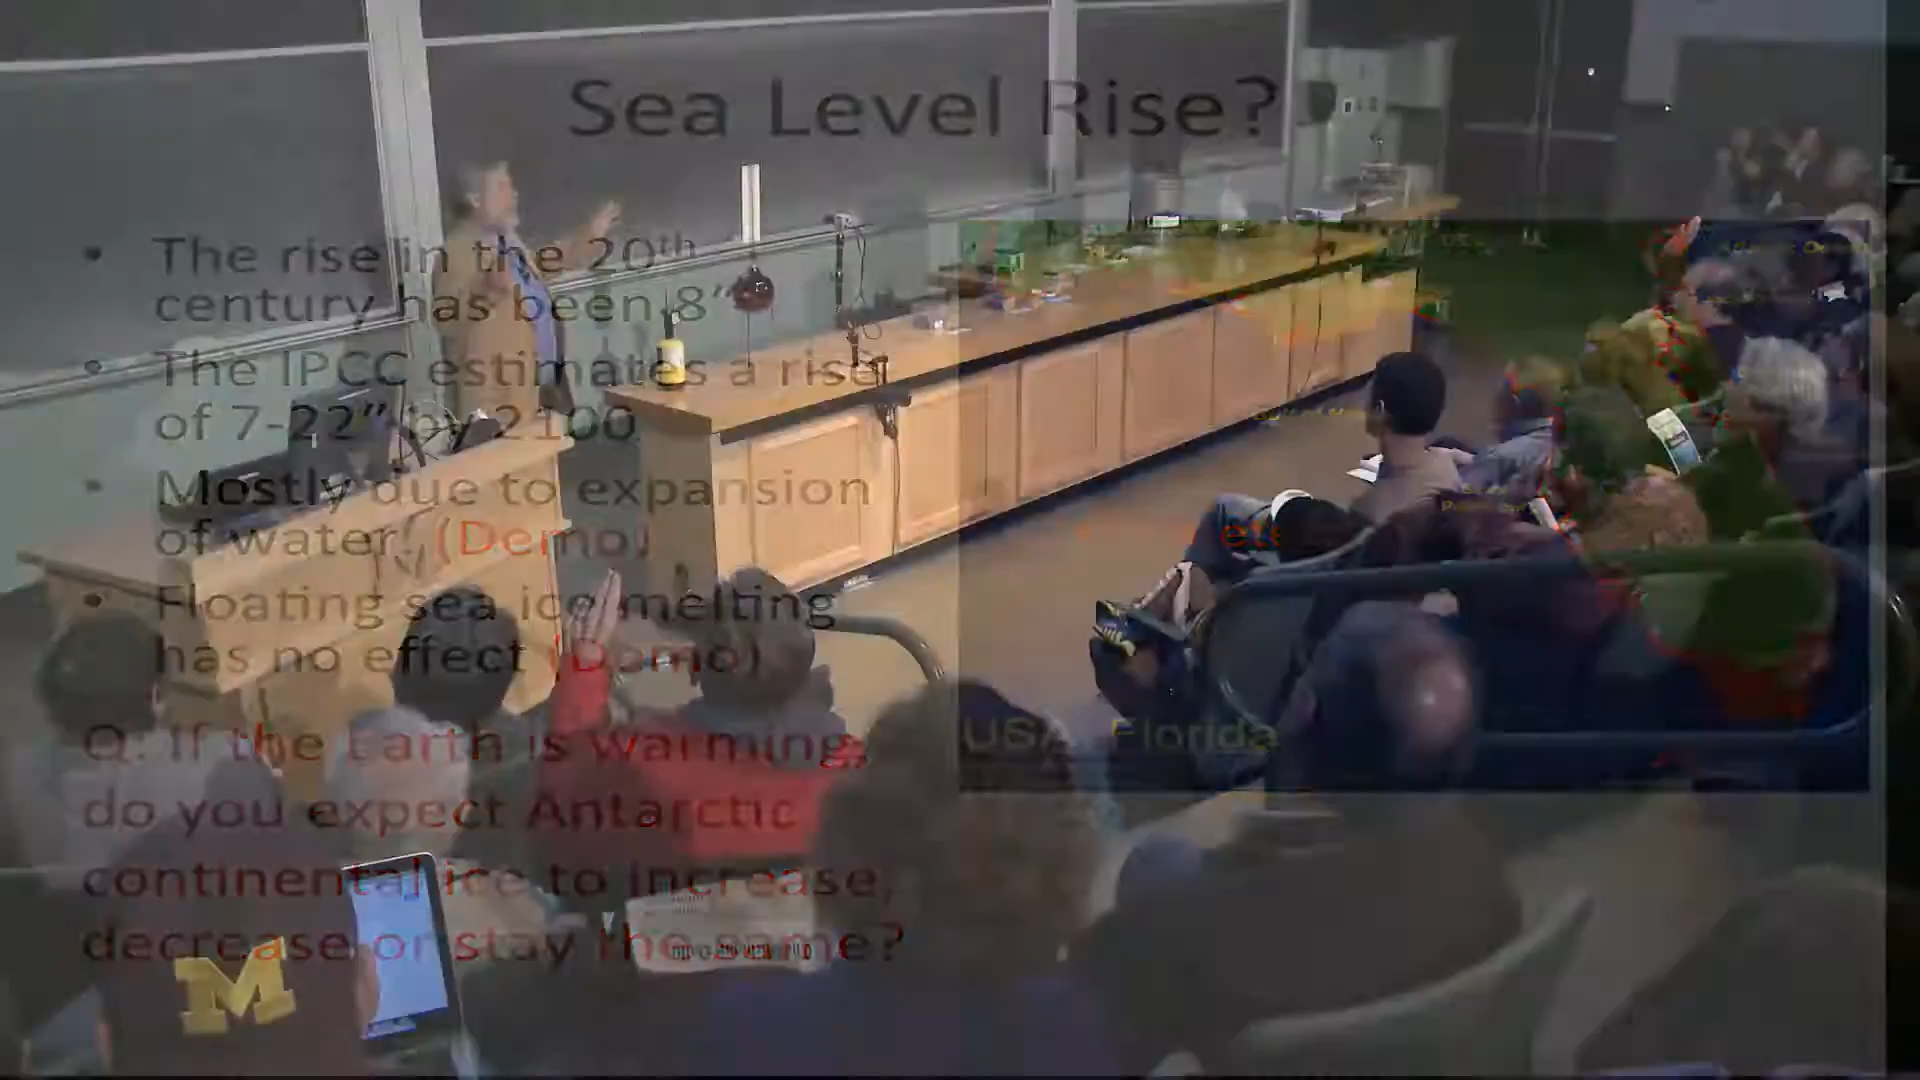 Sea Level Rise?
• The rise in the 20th
century has been 8"
• The IPCC estimates a rise
of 7-22" by 2100.
• Mostly due to expansion
of water. (Demo)
• Floating sea ice melting
has no effect (Demo)
Q: If the Earth is warming,
do you expect Antarctic
continental ice to increase,
decrease or stay the same?
USA, Florida
M